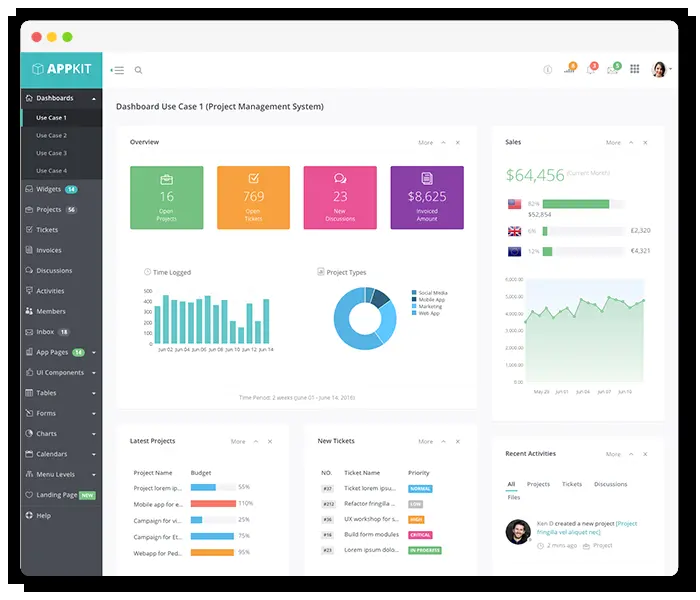 APPKIT
6
3
5
Dashboards
Use Case 1
Use Case 2
Use Case 3
Use Case 4
Widgets 14
Projects 56
Tickets
Invoices
Discussions
Activities
Members
Inbox 18
App Pages 14
UI Components
Tables
Forms
Charts
Calendars
Menu Levels
Landing Page NEW
Help
Dashboard Use Case 1 (Project Management System)
Overview
More
16
Open
Projects
769
Open
Tickets
23
New
Discussions
$8,625
Invoiced
Amount
Time Logged
500
400
300
200
100
0
Jun 02 Jun 04 Jun 06 Jun 08 Jun 10 Jun 12 Jun 14
Project Types
Social Media
Mobile App
Marketing
Web App
Time Period: 2 weeks (June 01 - June 14, 2016)
Sales
More
$64,456 (Current Month)
82%
$52,854
6% £2,320
12% €4,321
6,000.00
5,000.00
4,000.00
3,000.00
2,000.00
1,000.00
0.00
May 29 Jun 01 Jun 04 Jun 07 Jun 10
Latest Projects
More
Project Name Budget
Project lorem ip... 55%
Mobile app for e... 110%
Campaign for vi... 25%
Campaign for Et... 75%
Webapp for Ped... 95%
New Tickets
More
NO. Ticket Name Priority
#37 Ticket lorem ipsum... NORMAL
#212 Refactor fringilla ... LOW
#36 UX workshop for s... HIGH
#16 Build form modules CRITICAL
#23 Lorem ipsum dolo... IN PROGRESS
Recent Activities
More
All Projects Tickets Discussions
Files
Ken D created a new project [Project
fringilla vel aliquet nec]
2 mins ago Project